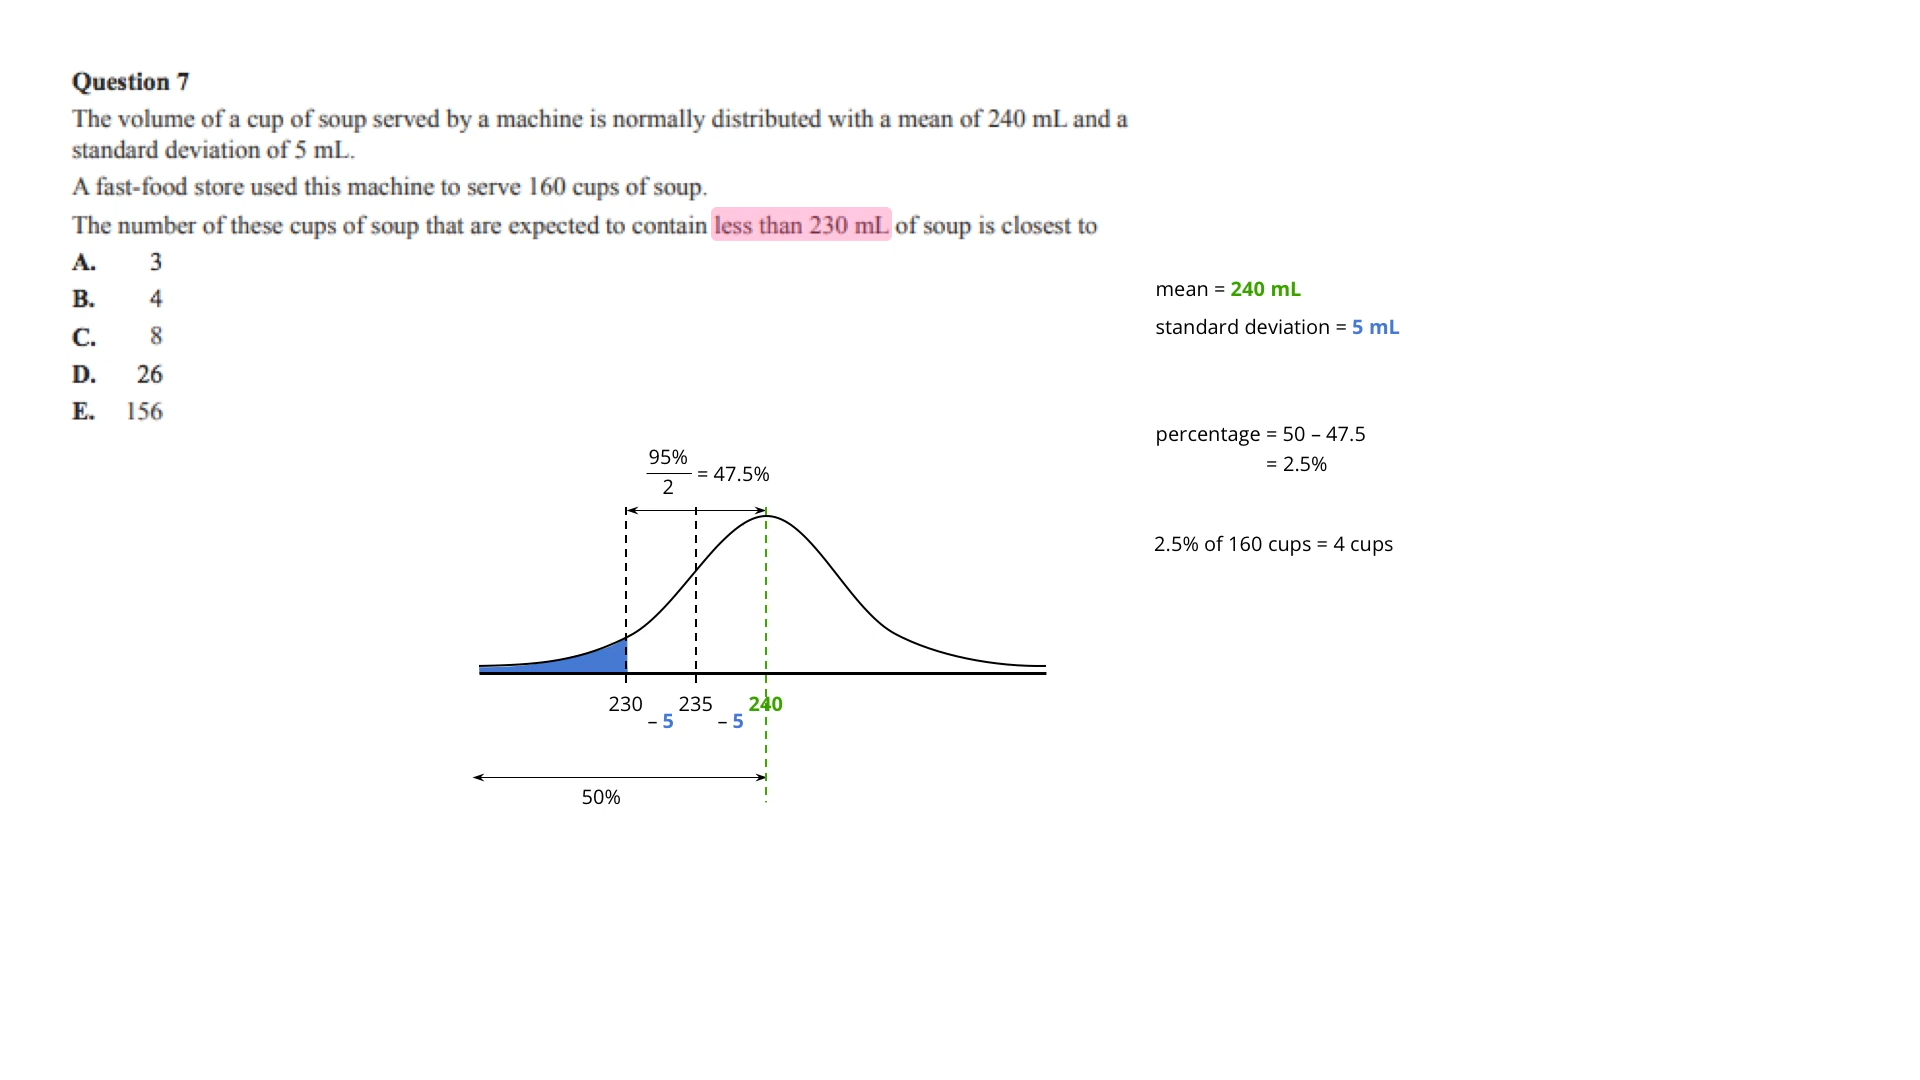 Question 7
The volume of a cup of soup served by a machine is normally distributed with a mean of 240 mL and a
standard deviation of 5 mL.
A fast-food store used this machine to serve 160 cups of soup.
The number of these cups of soup that are expected to contain less than 230 mL of soup is closest to
A. 3
B. 4
C. 8
D. 26
E. 156
mean = 240 mL
standard deviation = 5 mL
percentage = 50 – 47.5
= 2.5%
2.5% of 160 cups = 4 cups
95%
2
= 47.5%
230 235 240
– 5 – 5
50%